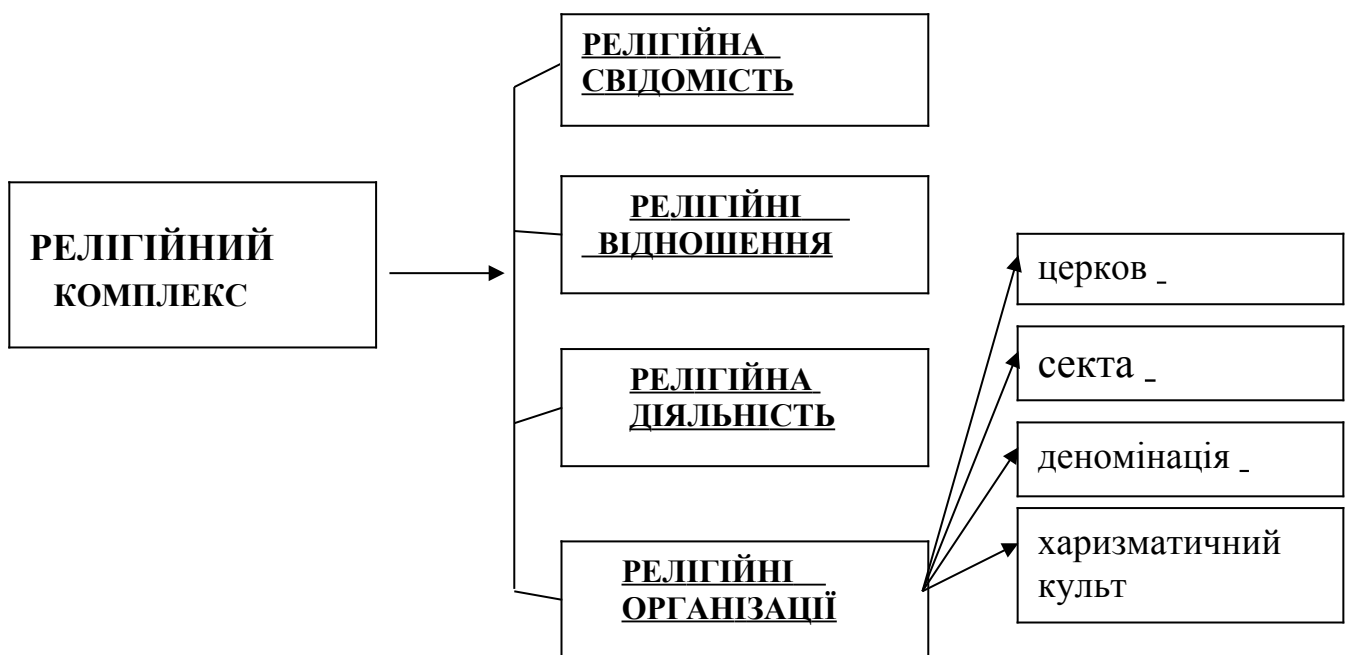 РЕЛІГІЙНА
СВІДОМІСТЬ
РЕЛІГІЙНИЙ
КОМПЛЕКС
РЕЛІГІЙНІ
ВІДНОШЕННЯ
РЕЛІГІЙНА
ДІЯЛЬНІСТЬ
РЕЛІГІЙНІ
ОРГАНІЗАЦІЇ
церков
секта
деномінація
харизматичний
культ